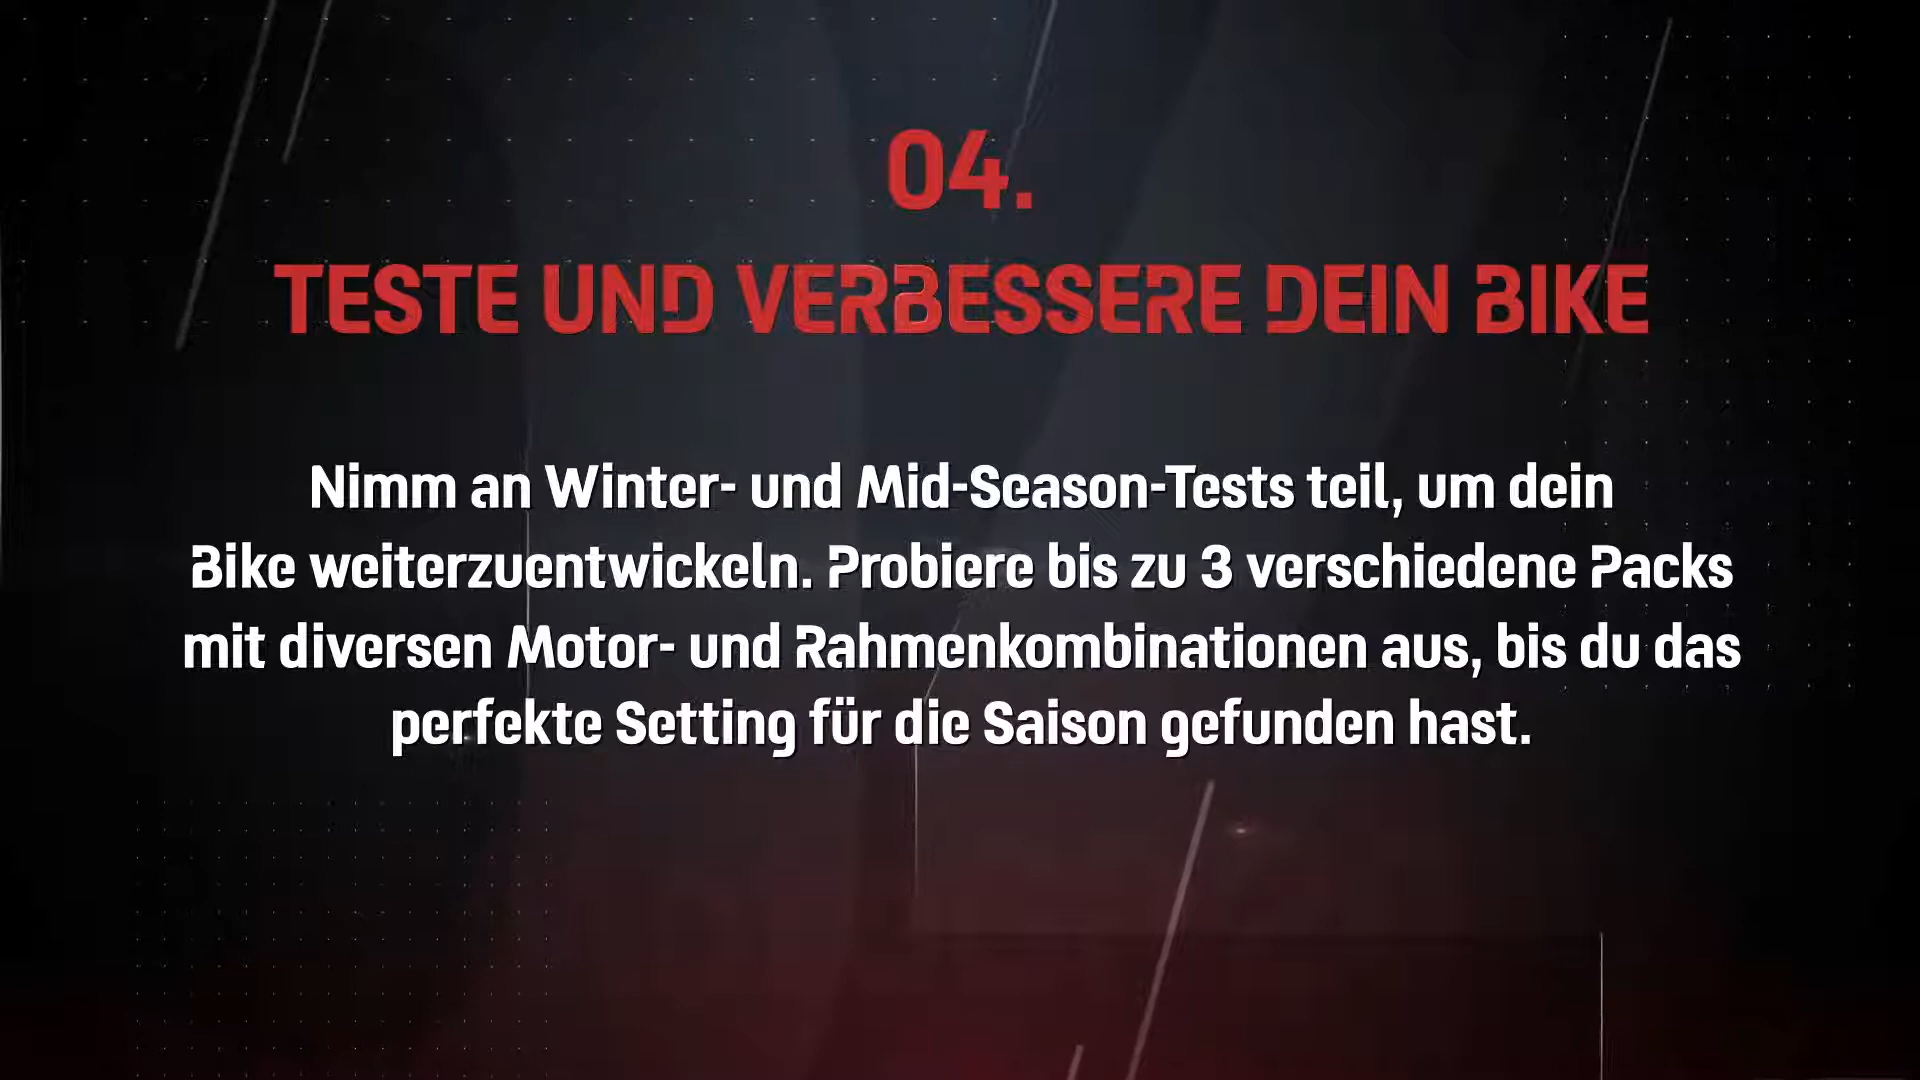 04.
TESTE UND VERBESSERE DEIN BIKE
Nimm an Winter- und Mid-Season-Tests teil, um dein
Bike weiterzuentwickeln. Probiere bis zu 3 verschiedene Packs
mit diversen Motor- und Rahmenkombinationen aus, bis du das
perfekte Setting für die Saison gefunden hast.